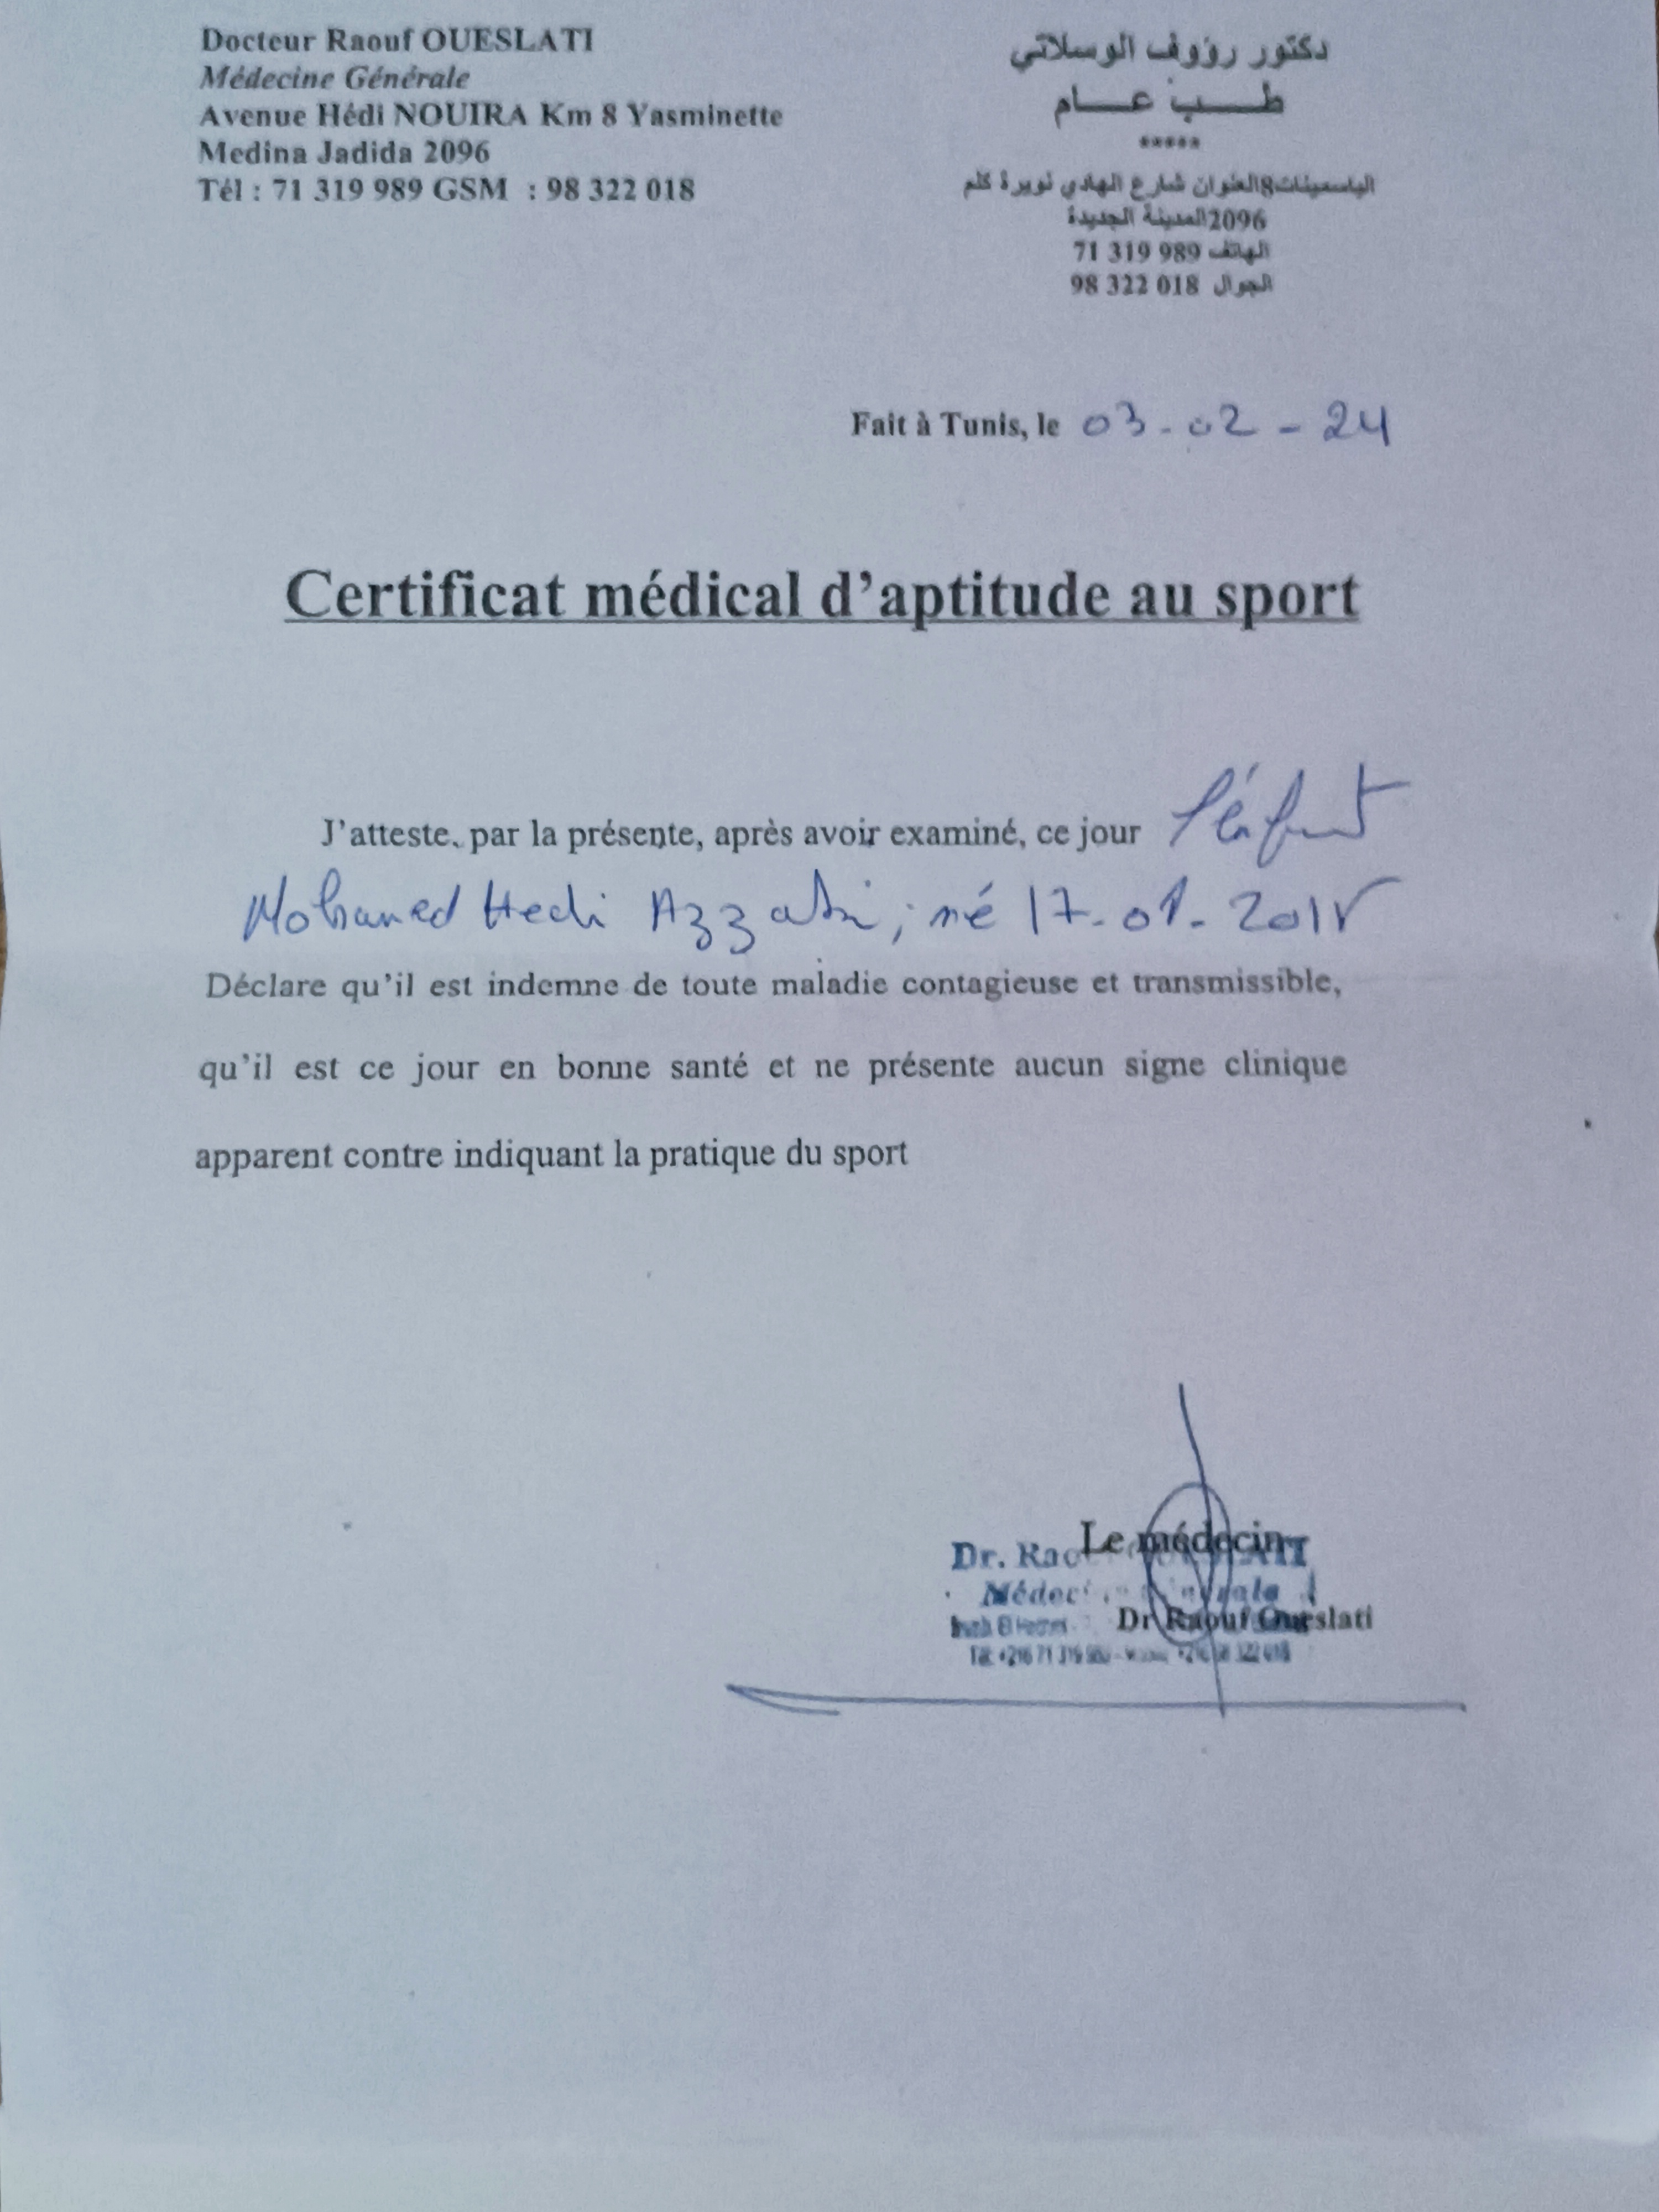 Docteur Raouf OUESLATI
Médecine Générale
Avenue Hédi NOUIRA Km 8 Yasminette
Medina Jadida 2096
Tél : 71 319 989 GSM : 98 322 018
دكتور رؤوف الوسلاتي
طـــب عـــام
*****
الياسمينات8العنوان شارع الهادي نويرة كلم
2096المدينة الجديدة
الهاتف 71 319 989
الجوال 98 322 018
Fait à Tunis, le 03-02-24
Certificat médical d’aptitude au sport
J’atteste, par la présente, après avoir examiné, ce jour l'enfant
Mohamed Hedi ; né 17-01-
Déclare qu’il est indemne de toute maladie contagieuse et transmissible,
qu’il est ce jour en bonne santé et ne présente aucun signe clinique
apparent contre indiquant la pratique du sport
Le médecin
Dr Raouf Oueslati